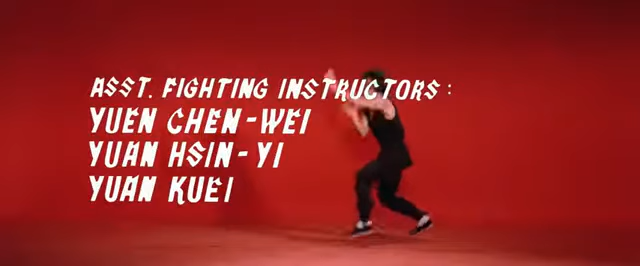 ASST. FIGHTING INSTRUCTORS:
YUEN CHEN-WEI
YUAN HSIN-YI
YUAN KUEI